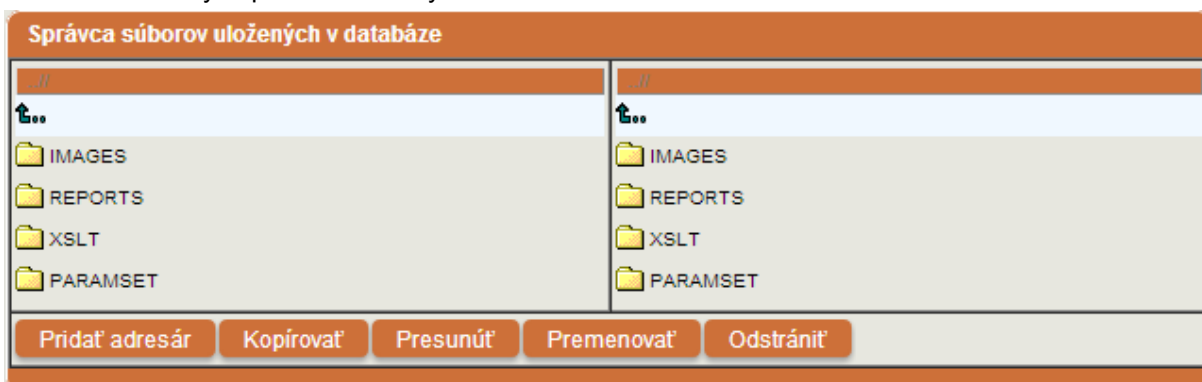 Správca súborov uložených v databáze
..// ..//
.. ..
IMAGES IMAGES
REPORTS REPORTS
XSLT XSLT
PARAMSET PARAMSET
Pridať adresár Kopírovať Presunúť Premenovať Odstrániť